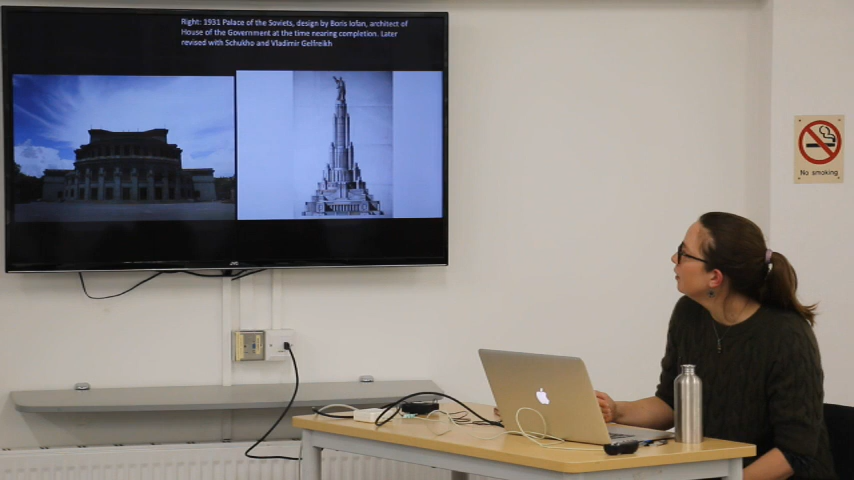 Right: 1931 Palace of the Soviets, design by Boris Iofan, architect of
House of the Government at the time nearing completion. Later
revised with Schukho and Vladimir Gelfreikh
JVC
No smoking